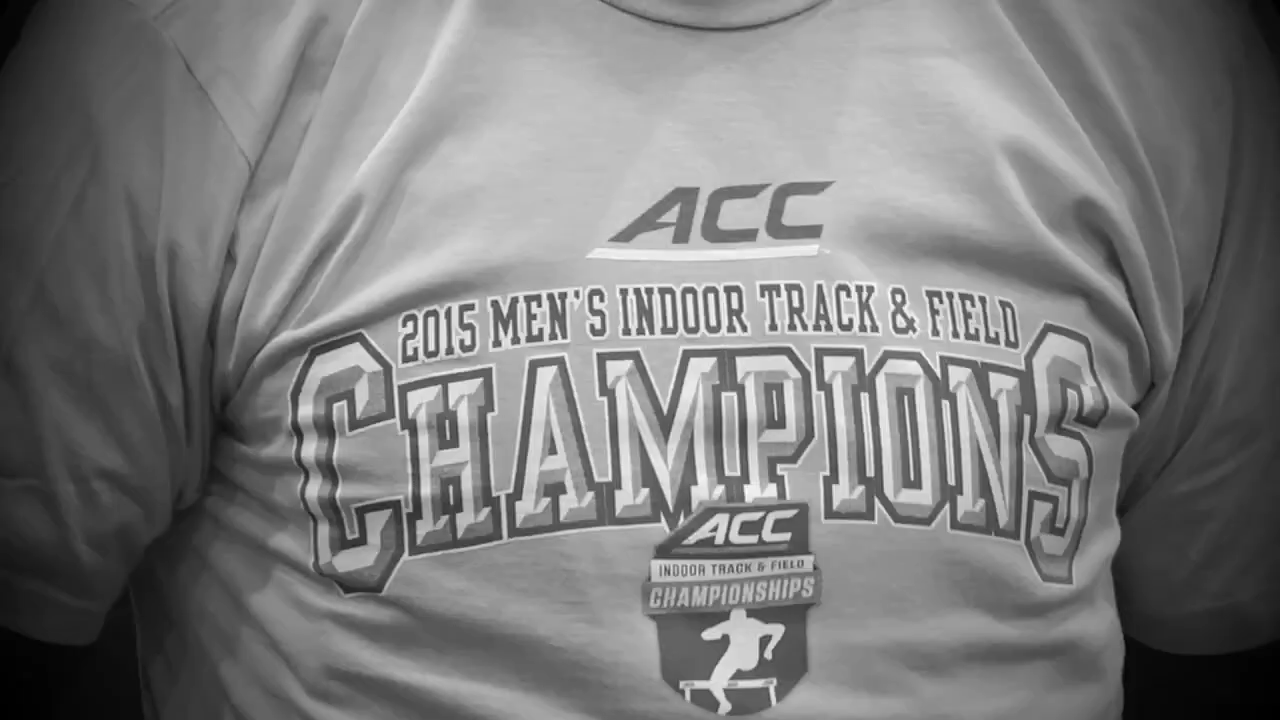 ACC
2015 MEN'S INDOOR TRACK & FIELD
CHAMPIONS
ACC
INDOOR TRACK & FIELD
CHAMPIONSHIPS